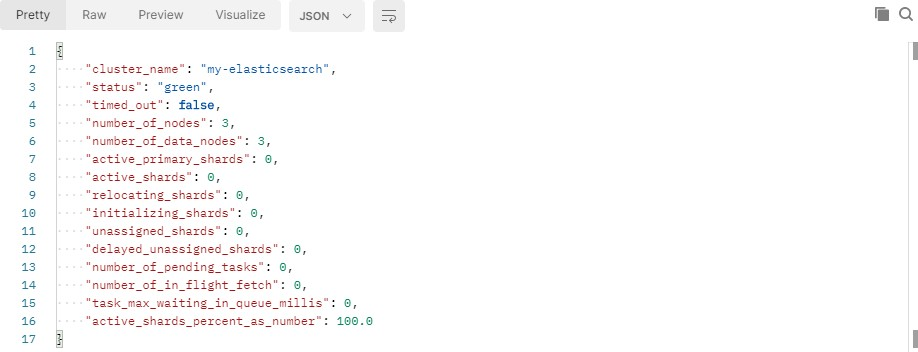 Pretty Raw Preview Visualize JSON
1 {
2 "cluster_name": "my-elasticsearch",
3 "status": "green",
4 "timed_out": false,
5 "number_of_nodes": 3,
6 "number_of_data_nodes": 3,
7 "active_primary_shards": 0,
8 "active_shards": 0,
9 "relocating_shards": 0,
10 "initializing_shards": 0,
11 "unassigned_shards": 0,
12 "delayed_unassigned_shards": 0,
13 "number_of_pending_tasks": 0,
14 "number_of_in_flight_fetch": 0,
15 "task_max_waiting_in_queue_millis": 0,
16 "active_shards_percent_as_number": 100.0
17 }